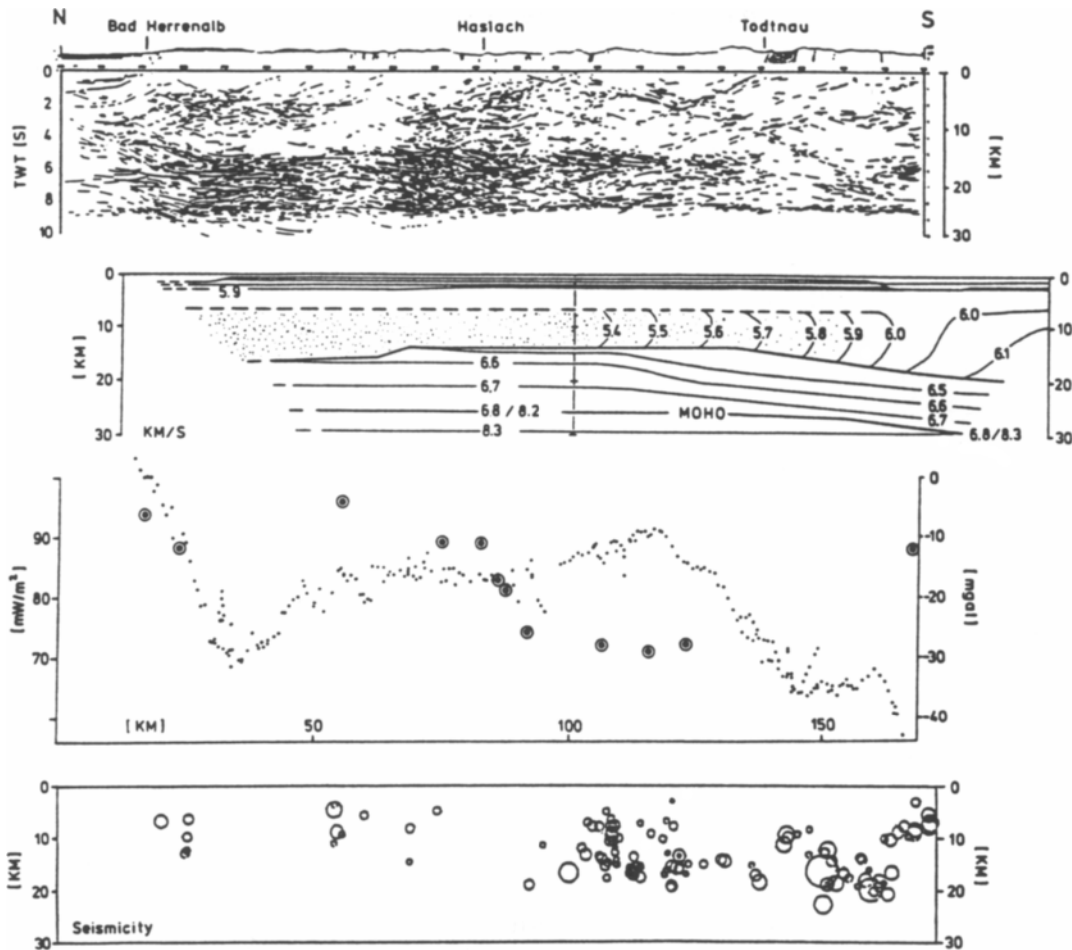 N S
Bad Herrenalb Haslach Todtnau
0 0
2
4 10
6 20
8
10 30
TWT [S]
[KM]
0 0
5.9 6.0
10 5.4 5.5 5.6 5.7 5.8 5.9 6.0 10
6.1
6.6 6.5
20 6.7 6.6 20
6.8 / 8.2 MOHO 6.7
30 KM/S 8.3 6.8/8.3 30
[KM]
0
90 -10
80 -20
70 -30
-40
[mW/m²]
[mgal]
[KM] 50 100 150
0 0
10 10
20 20
30 30
[KM]
[KM]
Seismicity